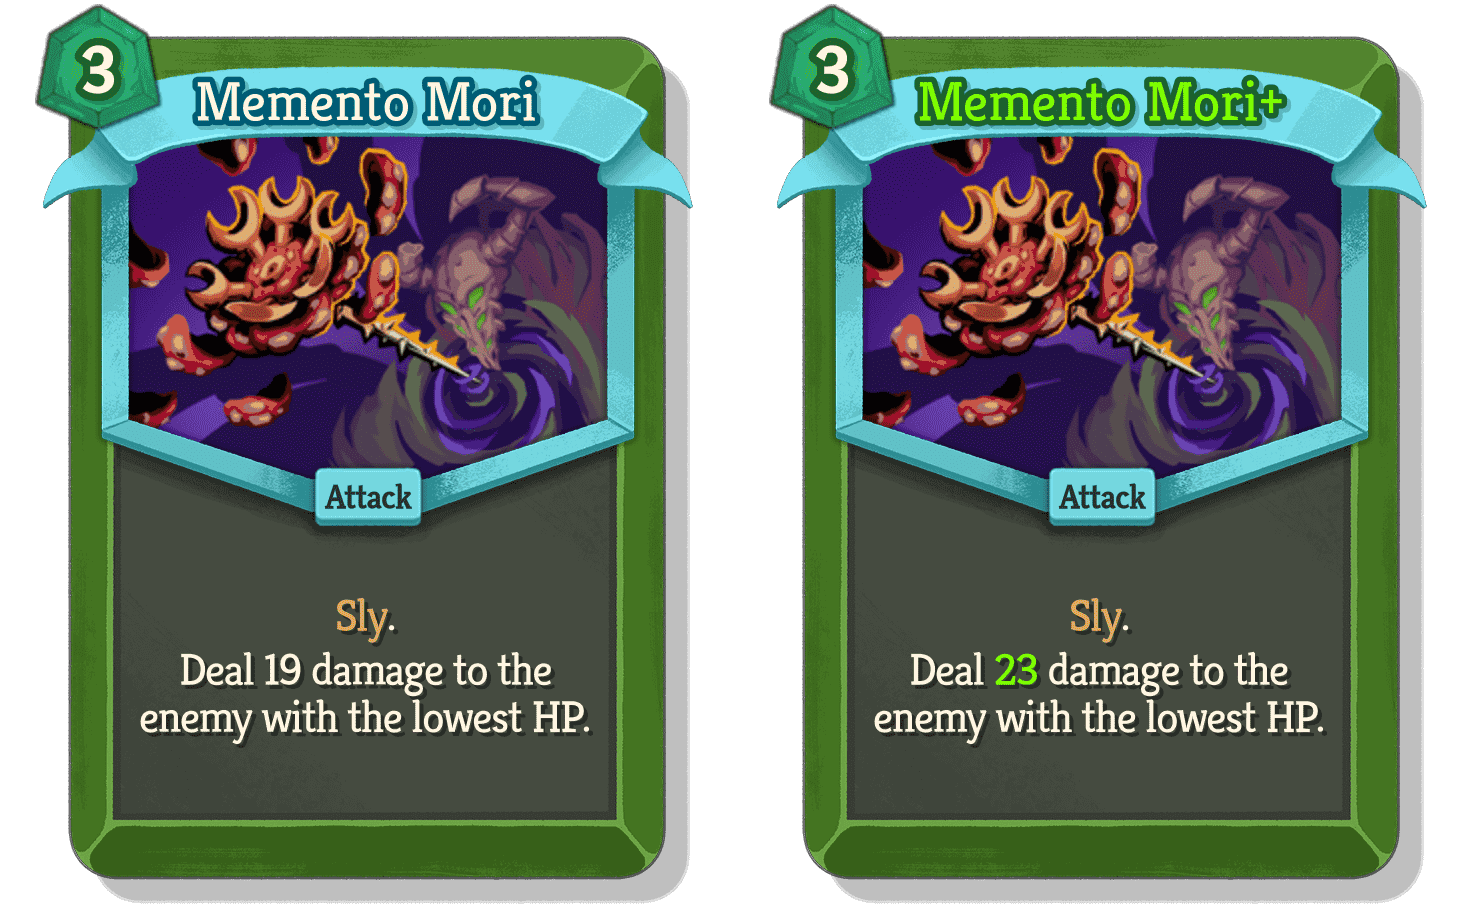 3
Memento Mori
Attack
Sly.
Deal 19 damage to the
enemy with the lowest HP.
3
Memento Mori+
Attack
Sly.
Deal 23 damage to the
enemy with the lowest HP.